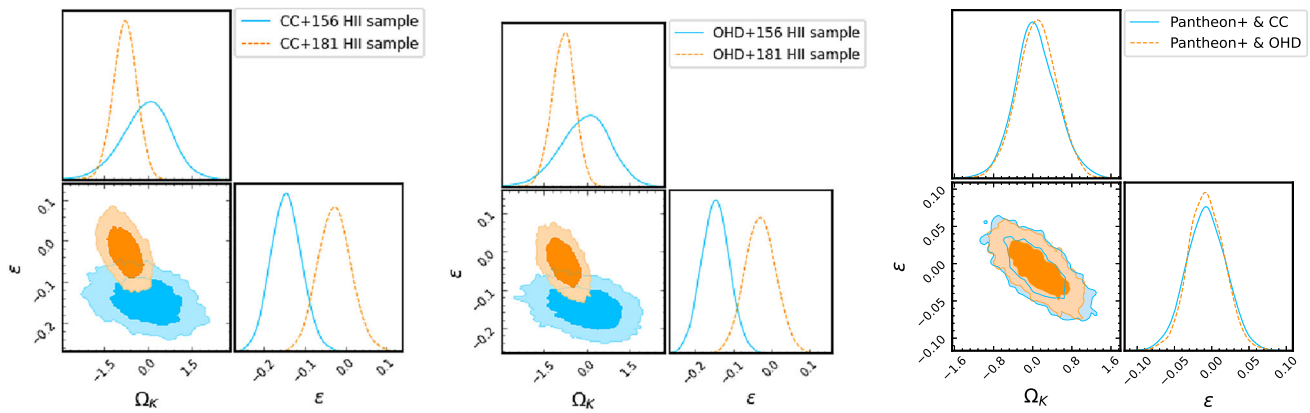 CC+156 HII sample
CC+181 HII sample
0.1
0.0
−0.1
−0.2
ε
−1.5 0.0 1.5
Ω_K
−0.2 −0.1 0.0 0.1
ε
OHD+156 HII sample
OHD+181 HII sample
0.1
0.0
−0.1
−0.2
ε
−1.5 0.0 1.5
Ω_K
−0.2 −0.1 0.0 0.1
ε
Pantheon+ & CC
Pantheon+ & OHD
0.10
0.05
0.00
−0.05
−0.10
ε
−1.6 −0.8 0.0 0.8 1.6
Ω_K
−0.10 −0.05 0.00 0.05 0.10
ε